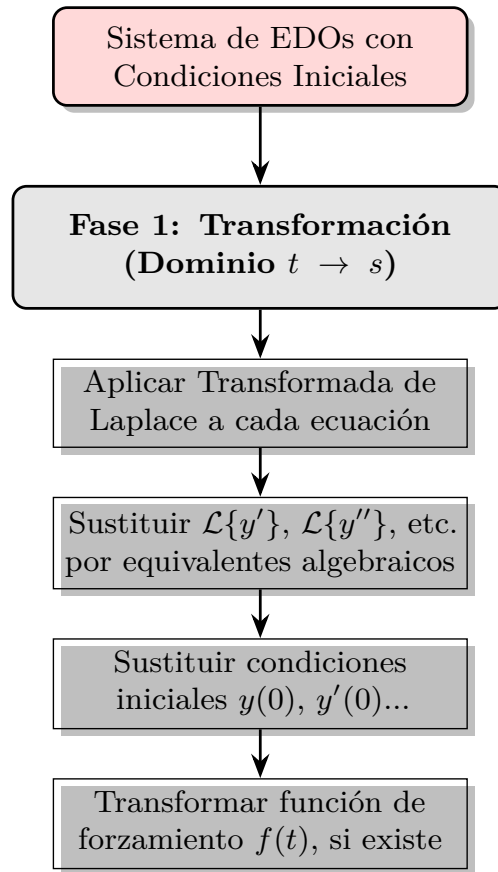 Sistema de EDOs con
Condiciones Iniciales
Fase 1: Transformación
(Dominio t → s)
Aplicar Transformada de
Laplace a cada ecuación
Sustituir ℒ{y′}, ℒ{y′′}, etc.
por equivalentes algebraicos
Sustituir condiciones
iniciales y(0), y′(0)...
Transformar función de
forzamiento f(t), si existe